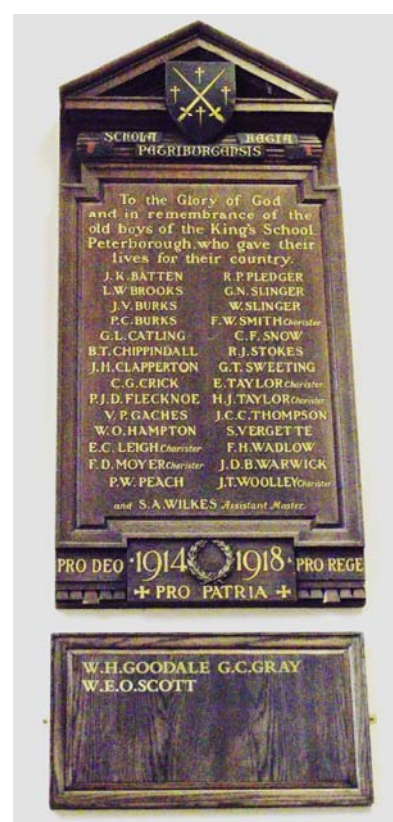 SCHOLA REGIA
PETRIBURGENSIS
To the Glory of God
and in remembrance of the
old boys of the King's School,
Peterborough, who gave their
lives for their country.
J.K. BATTEN R.P. PLEDGER
L.W BROOKS G.N. SLINGER
J.V. BURKS W. SLINGER
P.C. BURKS F.W. SMITH Chorister
G.L. CATLING C.F. SNOW
B.T. CHIPPINDALL R.J. STOKES
J.H. CLAPPERTON G.T. SWEETING
C.G. CRICK E. TAYLOR Chorister
P.J.D. FLECKNOE H.J. TAYLOR Chorister
V.P. GACHES J.C.C. THOMPSON
W.O. HAMPTON S. VERGETTE
E.C. LEIGH Chorister F.H. WADLOW
F.D. MOYER Chorister J.D.B. WARWICK
P.W. PEACH J.T. WOOLLEY Chorister
and S.A. WILKES Assistant Master.
PRO DEO 1914 1918 PRO REGE
PRO PATRIA
W.H. GOODALE G.C. GRAY
W.E.O. SCOTT